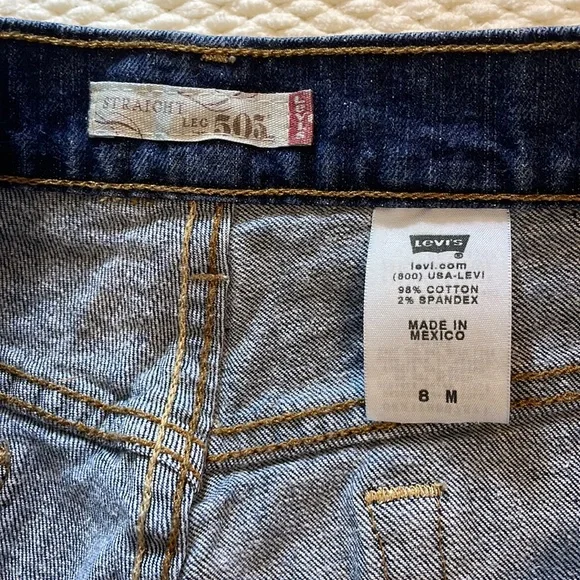 STRAIGHT
LEG 505
LEVI'S
LEVI'S
®
levi.com
(800) USA-LEVI
98% COTTON
2% SPANDEX
MADE IN
MEXICO
8 M